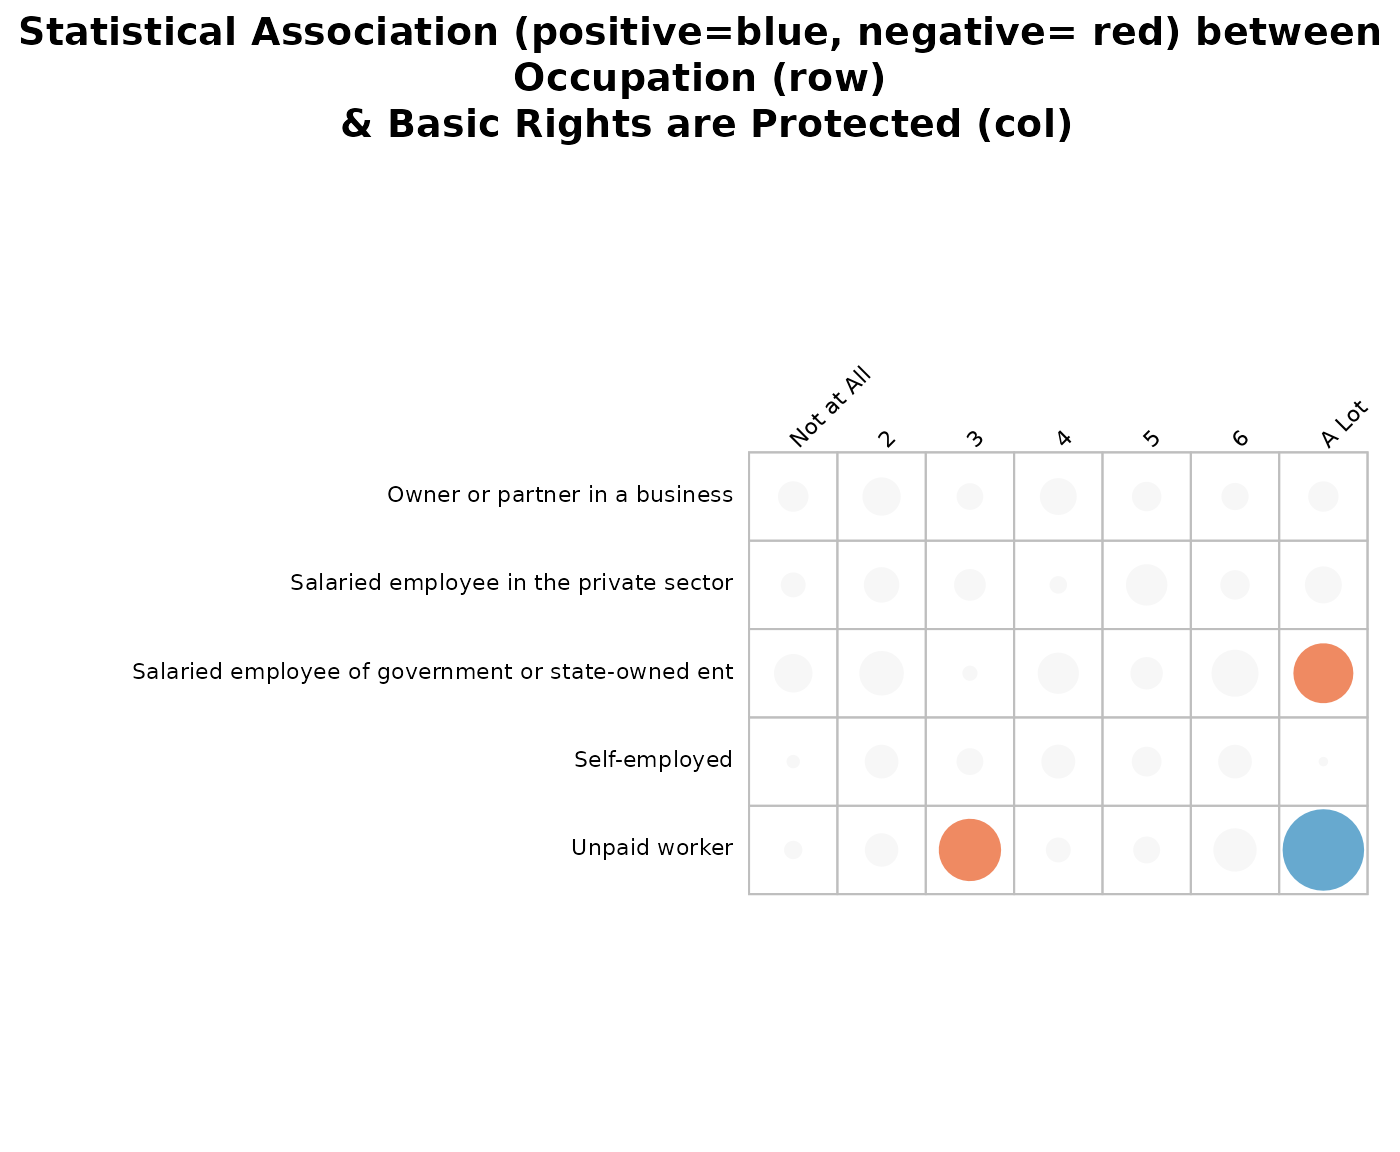 Statistical Association (positive=blue, negative= red) between
Occupation (row)
& Basic Rights are Protected (col)
Not at All
2
3
4
5
6
A Lot
Owner or partner in a business
Salaried employee in the private sector
Salaried employee of government or state-owned ent
Self-employed
Unpaid worker